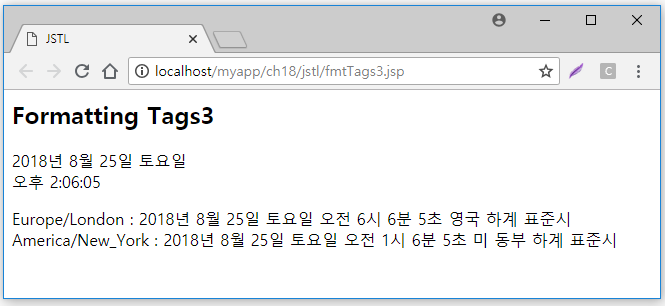 JSTL
localhost/myapp/ch18/jstl/fmtTags3.jsp
C
Formatting Tags3
2018년 8월 25일 토요일
오후 2:06:05
Europe/London : 2018년 8월 25일 토요일 오전 6시 6분 5초 영국 하계 표준시
America/New_York : 2018년 8월 25일 토요일 오전 1시 6분 5초 미 동부 하계 표준시